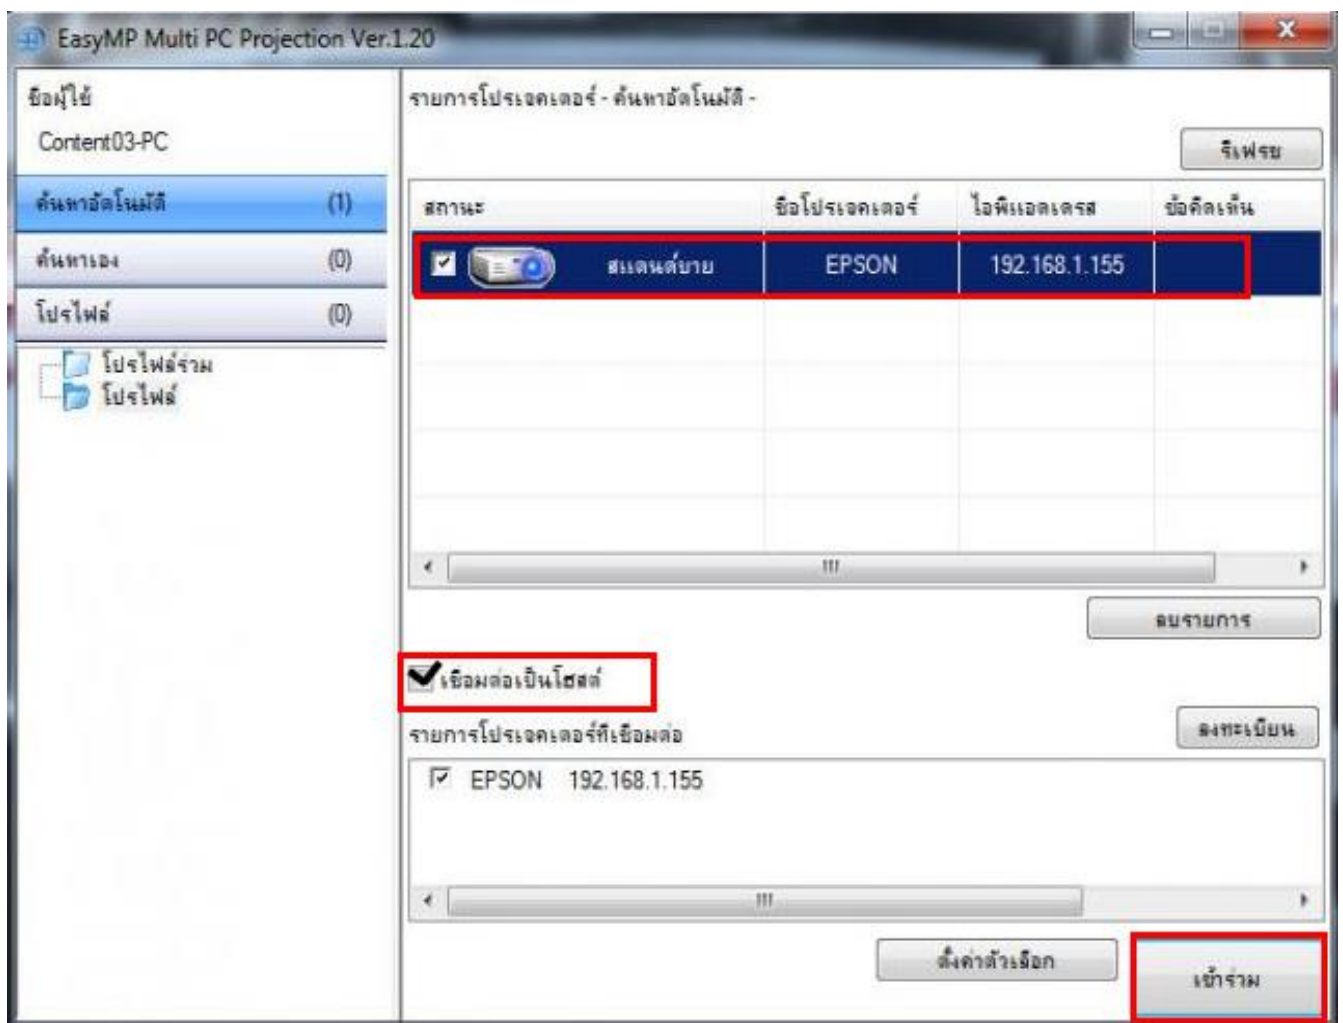 EasyMP Multi PC Projection Ver.1.20
ชื่อผู้ใช้
Content03-PC
ค้นหาอัตโนมัติ (1)
ค้นหาเอง (0)
โปรไฟล์ (0)
โปรไฟล์ร่วม
โปรไฟล์
รายการโปรเจคเตอร์ - ค้นหาอัตโนมัติ -
รีเฟรช
สถานะ ชื่อโปรเจคเตอร์ ไอพีแอดเดรส ข้อคิดเห็น
สแตนด์บาย EPSON 192.168.1.155
ลบรายการ
เชื่อมต่อเป็นโฮสต์
รายการโปรเจคเตอร์ที่เชื่อมต่อ
ลงทะเบียน
EPSON 192.168.1.155
ตั้งค่าตัวเลือก
เข้าร่วม